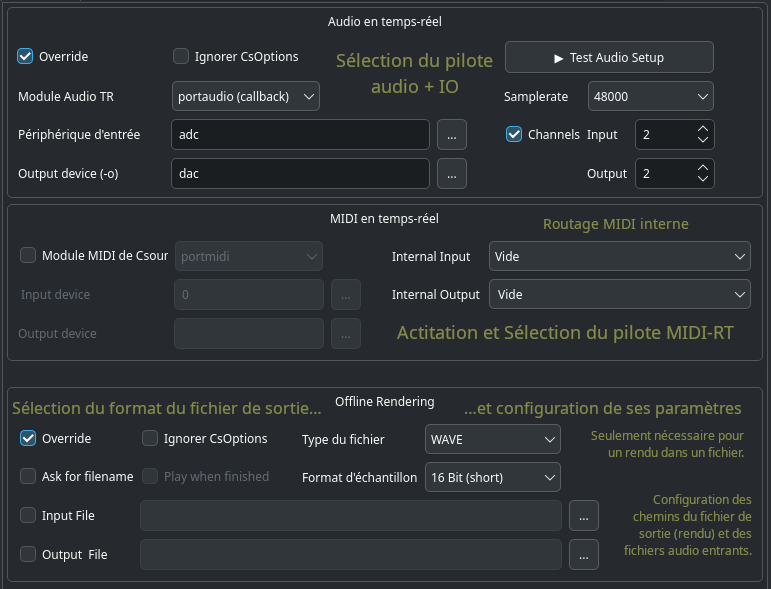 Audio en temps-réel
Override
Ignorer CsOptions
Sélection du pilote
audio + IO
▶ Test Audio Setup
Module Audio TR
portaudio (callback)
Samplerate
48000
Périphérique d'entrée
adc
...
Channels Input
2
Output device (-o)
dac
...
Output
2
MIDI en temps-réel
Routage MIDI interne
Module MIDI de Csour
portmidi
Internal Input
Vide
Input device
0
...
Internal Output
Vide
Output device
...
Actitation et Sélection du pilote MIDI-RT
Sélection du format du fichier de sortie...
Offline Rendering
...et configuration de ses paramètres
Override
Ignorer CsOptions
Type du fichier
WAVE
Seulement nécessaire pour
un rendu dans un fichier.
Ask for filename
Play when finished
Format d'échantillon
16 Bit (short)
Input File
...
Configuration des
chemins du fichier de
sortie (rendu) et des
fichiers audio entrants.
Output File
...